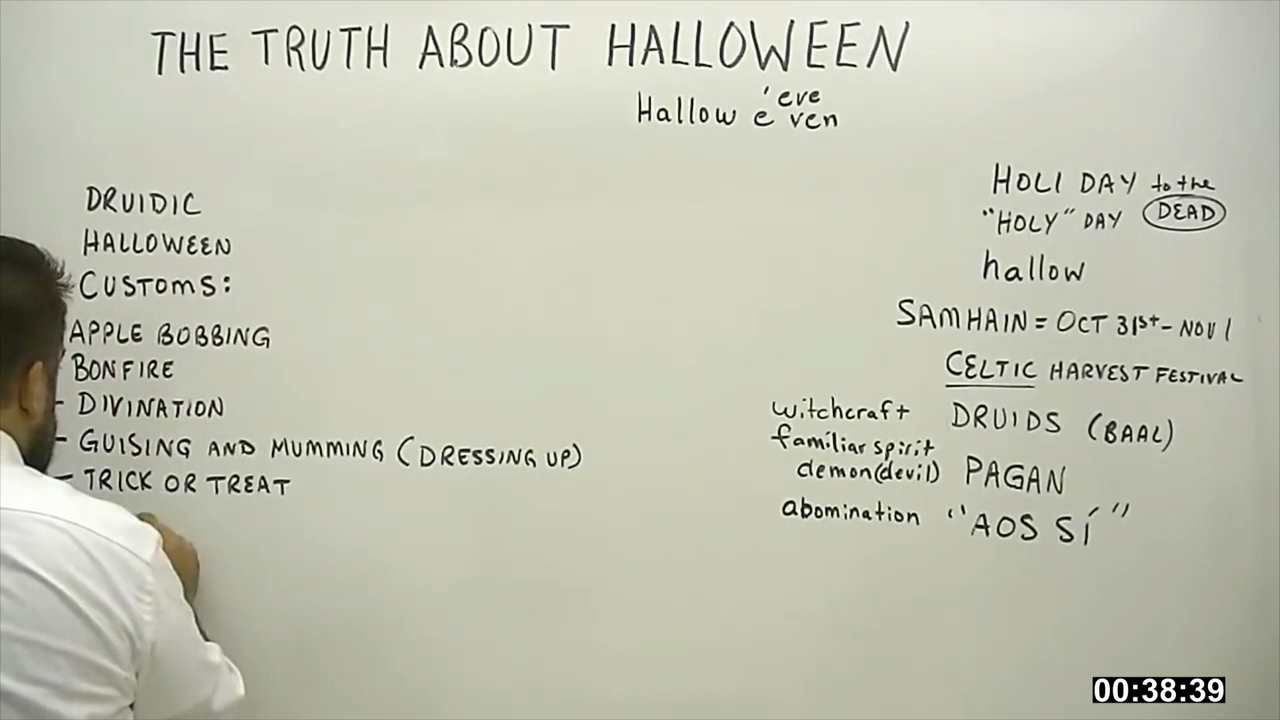 THE TRUTH ABOUT HALLOWEEN
'eve
Hallow e ven
DRUIDIC
HALLOWEEN
CUSTOMS:
APPLE BOBBING
BONFIRE
- DIVINATION
- GUISING AND MUMMING (DRESSING UP)
- TRICK OR TREAT
HOLI DAY to the
"HOLY" DAY DEAD
hallow
SAMHAIN = OCT 31st - NOV 1
CELTIC HARVEST FESTIVAL
witchcraft
DRUIDS (BAAL)
familiar spirit
demon(devil) PAGAN
abomination "AOS SÍ"
00:38:39